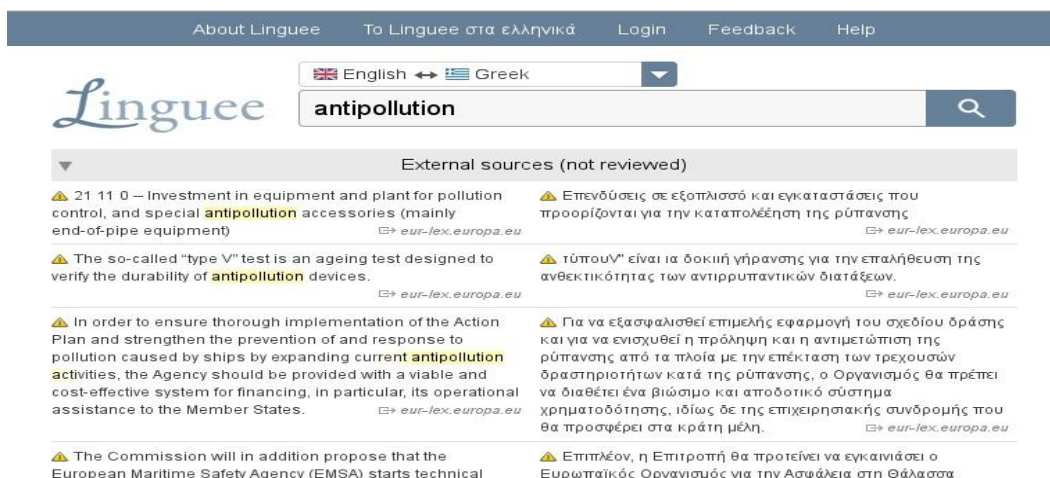 About Linguee To Linguee στα ελληνικά Login Feedback Help
Linguee
English ↔ Greek
antipollution
External sources (not reviewed)
21 11 0 – Investment in equipment and plant for pollution
control, and special antipollution accessories (mainly
end-of-pipe equipment)
eur-lex.europa.eu
Επενδύσεις σε εξοπλισσό και εγκαταστάσεις που
προορίζονται για την καταπολέέηση της ρύπανσης
eur-lex.europa.eu
The so-called "type V" test is an ageing test designed to
verify the durability of antipollution devices.
eur-lex.europa.eu
τύπουV" είναι ια δοκιιή γήρανσης για την επαλήθευση της
ανθεκτικότητας των αντιρρυπαντικών διατάξεων.
eur-lex.europa.eu
In order to ensure thorough implementation of the Action
Plan and strengthen the prevention of and response to
pollution caused by ships by expanding current antipollution
activities, the Agency should be provided with a viable and
cost-effective system for financing, in particular, its operational
assistance to the Member States.
eur-lex.europa.eu
Για να εξασφαλισθεί επιμελής εφαρμογή του σχεδίου δράσης
και για να ενισχυθεί η πρόληψη και η αντιμετώπιση της
ρύπανσης από τα πλοία με την επέκταση των τρεχουσών
δραστηριοτήτων κατά της ρύπανσης, ο Οργανισμός θα πρέπει
να διαθέτει ένα βιώσιμο και αποδοτικό σύστημα
χρηματοδότησης, ιδίως δε της επιχειρησιακής συνδρομής που
θα προσφέρει στα κράτη μέλη.
eur-lex.europa.eu
The Commission will in addition propose that the
European Maritime Safety Agency (EMSA) starts technical
Επιπλέον, η Επιτροπή θα προτείνει να εγκαινιάσει ο
Ευρωπαϊκός Οργανισμός για την Ασφάλεια στη Θάλασσα